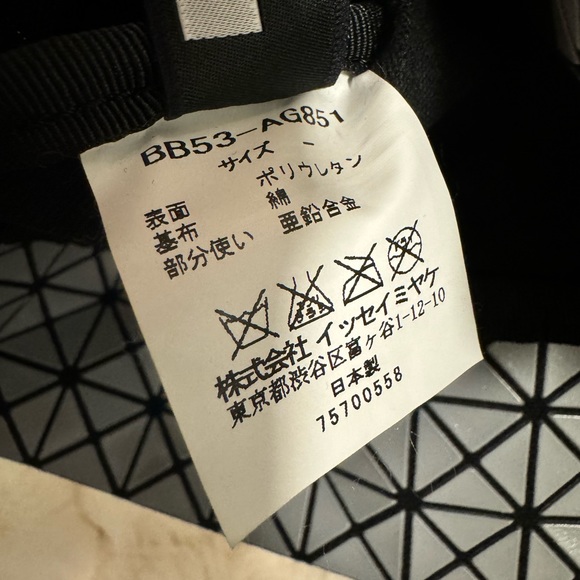 BB53-AG851
サイズ -
表面 ポリウレタン
基布 綿
部分使い 亜鉛合金
株式会社 イッセイミヤケ
東京都渋谷区富ヶ谷1-12-10
日本製
75700558